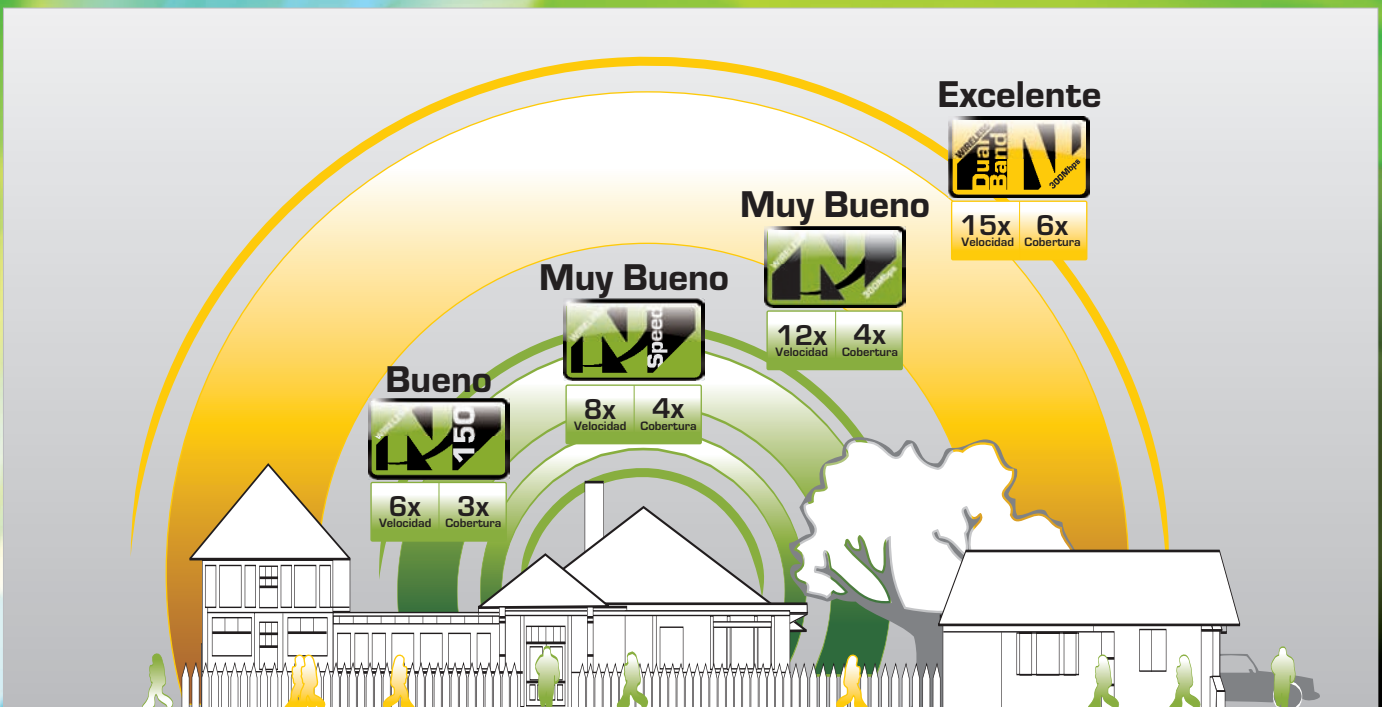 Excelente
WIRELESS
Dual
Band
N
300Mbps
15x
Velocidad
6x
Cobertura
Muy Bueno
WIRELESS
N
300Mbps
12x
Velocidad
4x
Cobertura
Muy Bueno
WIRELESS
N
Speed
8x
Velocidad
4x
Cobertura
Bueno
WIRELESS
N
150
6x
Velocidad
3x
Cobertura